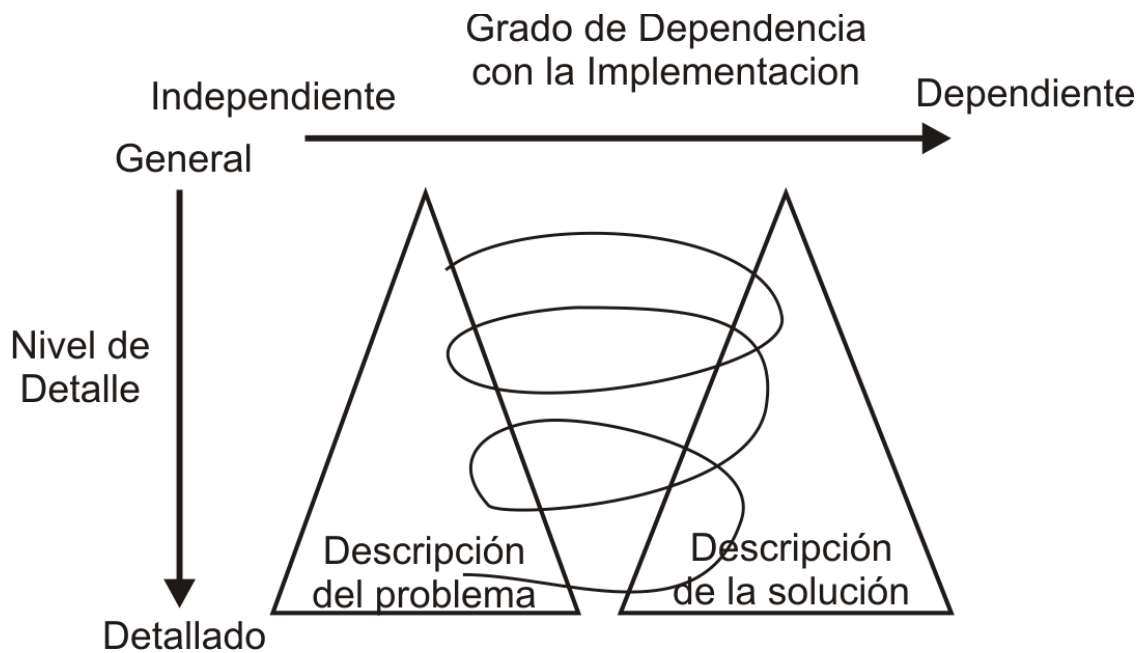 Grado de Dependencia
con la Implementacion
Independiente
Dependiente
General
Nivel de
Detalle
Descripción
del problema
Descripción
de la solución
Detallado